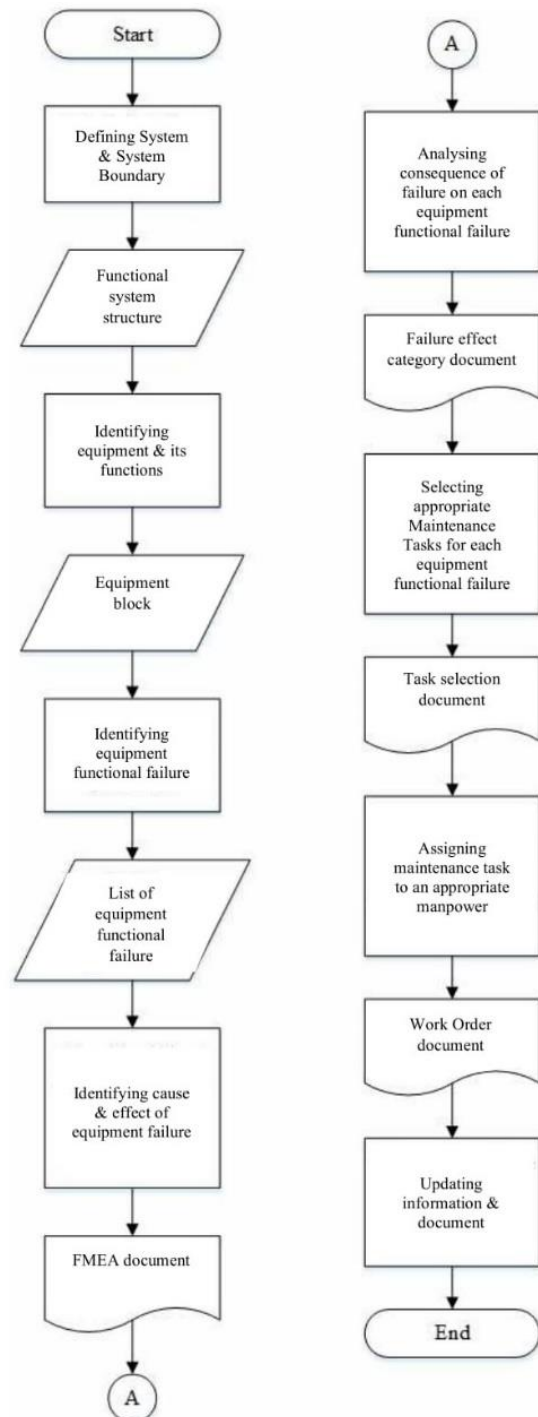 Start
Defining System
& System
Boundary
Functional
system
structure
Identifying
equipment & its
functions
Equipment
block
Identifying
equipment
functional failure
List of
equipment
functional
failure
Identifying cause
& effect of
equipment failure
FMEA document
A
A
Analysing
consequence of
failure on each
equipment
functional failure
Failure effect
category document
Selecting
appropriate
Maintenance
Tasks for each
equipment
functional failure
Task selection
document
Assigning
maintenance task
to an appropriate
manpower
Work Order
document
Updating
information &
document
End